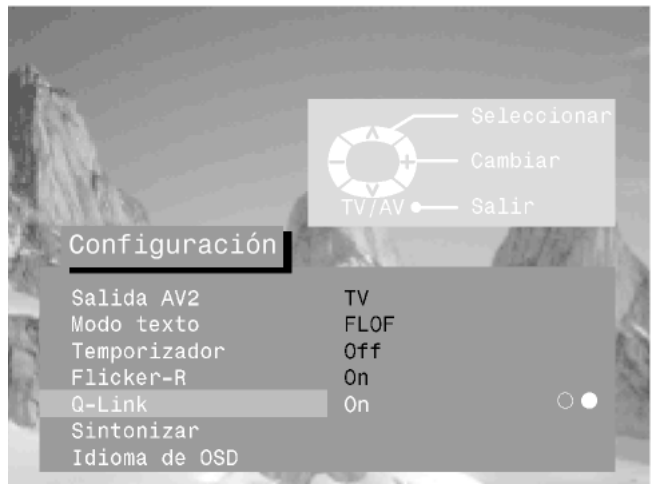 Seleccionar
Cambiar
TV/AV Salir
Configuración
Salida AV2 TV
Modo texto FLOF
Temporizador Off
Flicker-R On
Q-Link On
Sintonizar
Idioma de OSD